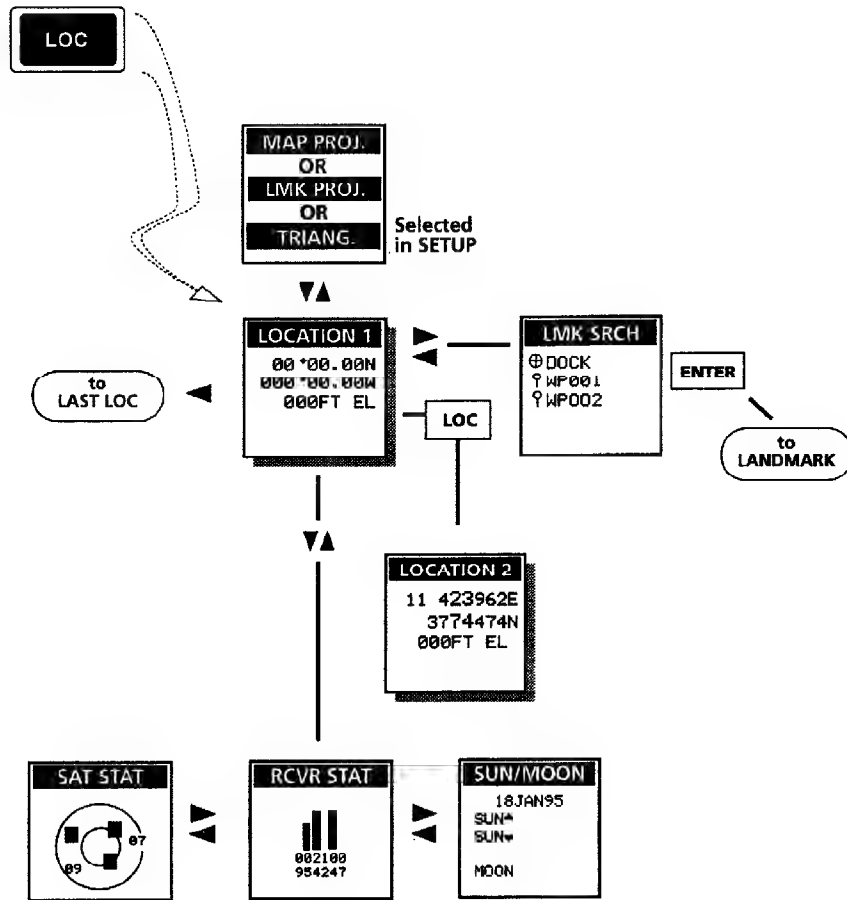 LOC
MAP PROJ.
OR
LMK PROJ.
OR
TRIANG.
Selected
in SETUP
LOCATION 1
00°00.00N
000°00.00W
000FT EL
to
LAST LOC
LOC
LMK SRCH
DOCK
WP001
WP002
ENTER
to
LANDMARK
LOCATION 2
11 423962E
3774474N
000FT EL
SAT STAT
07
09
RCVR STAT
002100
954247
SUN/MOON
18JAN95
SUN
SUN
MOON